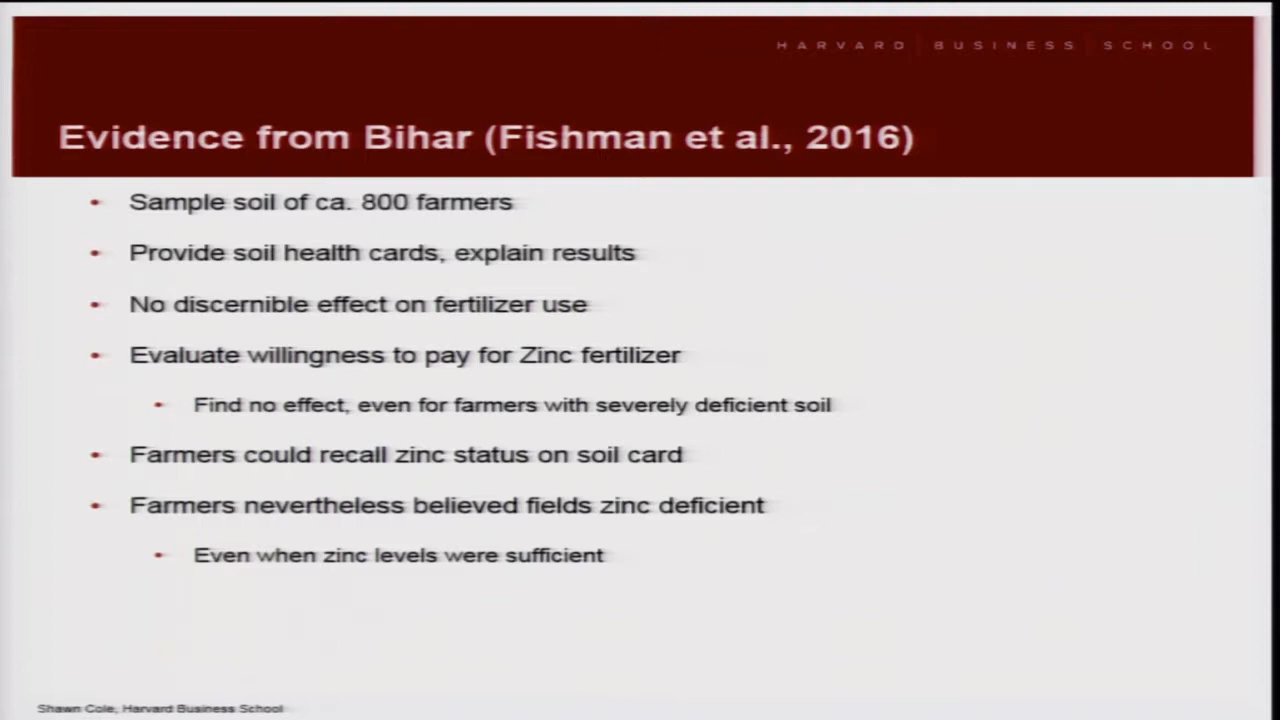 HARVARD BUSINESS SCHOOL
Evidence from Bihar (Fishman et al., 2016)
• Sample soil of ca. 800 farmers
• Provide soil health cards, explain results
• No discernible effect on fertilizer use
• Evaluate willingness to pay for Zinc fertilizer
• Find no effect, even for farmers with severely deficient soil
• Farmers could recall zinc status on soil card
• Farmers nevertheless believed fields zinc deficient
• Even when zinc levels were sufficient
Shawn Cole, Harvard Business School